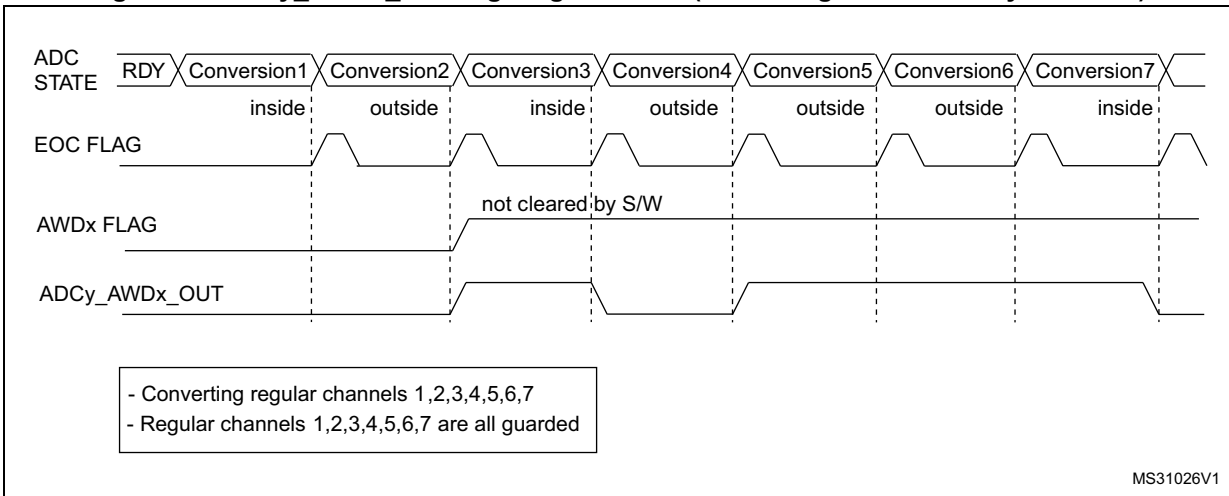 ADC
STATE
RDY Conversion1 Conversion2 Conversion3 Conversion4 Conversion5 Conversion6 Conversion7
inside outside inside outside outside outside inside
EOC FLAG
not cleared by S/W
AWDx FLAG
ADCy_AWDx_OUT
- Converting regular channels 1,2,3,4,5,6,7
- Regular channels 1,2,3,4,5,6,7 are all guarded
MS31026V1